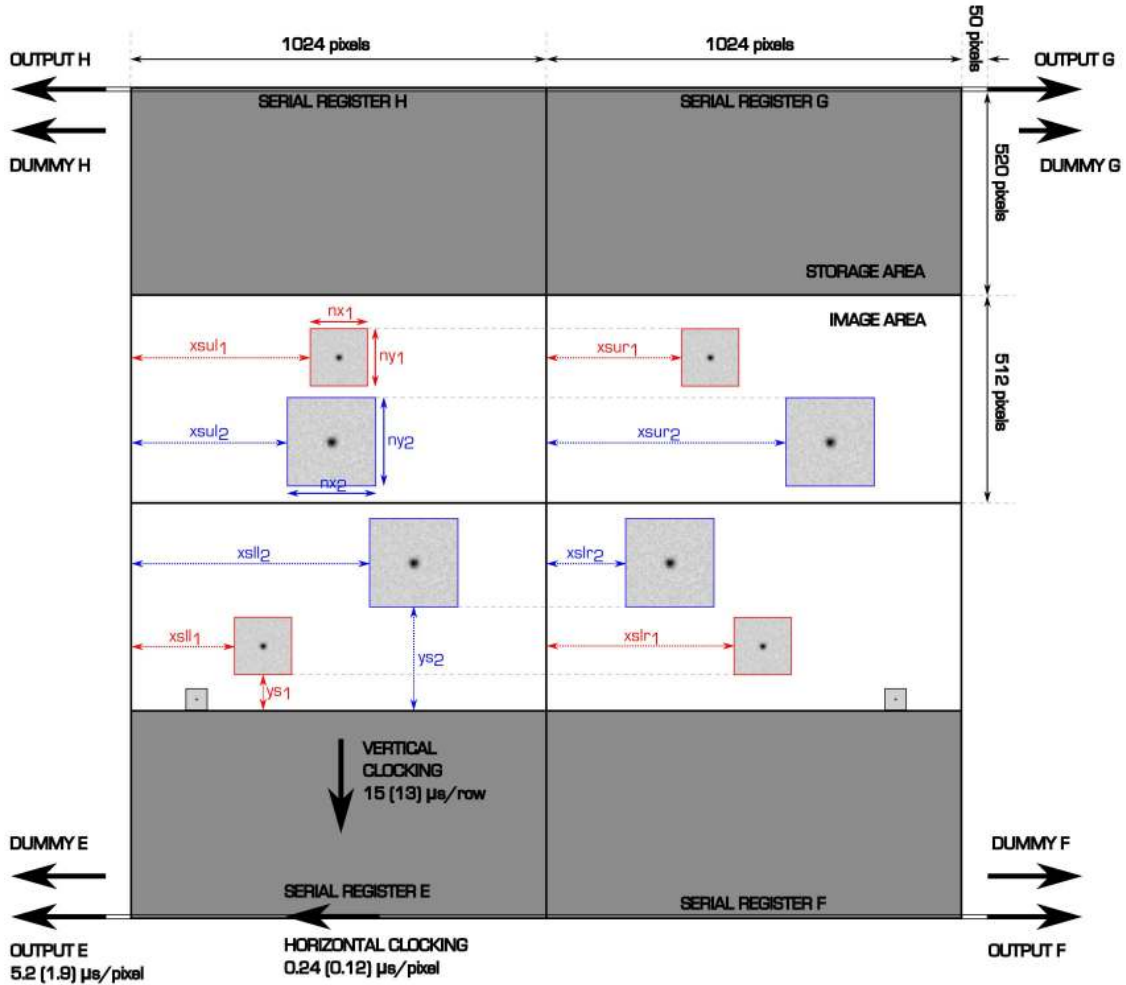 1024 pixels
1024 pixels
50 pixels
OUTPUT H
OUTPUT G
SERIAL REGISTER H
SERIAL REGISTER G
DUMMY H
DUMMY G
520 pixels
STORAGE AREA
IMAGE AREA
nx1
xsul1
ny1
xsur1
512 pixels
xsul2
ny2
xsur2
nx2
xsll2
xslr2
xsll1
ys2
xslr1
ys1
VERTICAL
CLOCKING
15 (13) µs/row
DUMMY E
DUMMY F
SERIAL REGISTER E
SERIAL REGISTER F
OUTPUT E
5.2 (1.9) µs/pixel
HORIZONTAL CLOCKING
0.24 (0.12) µs/pixel
OUTPUT F